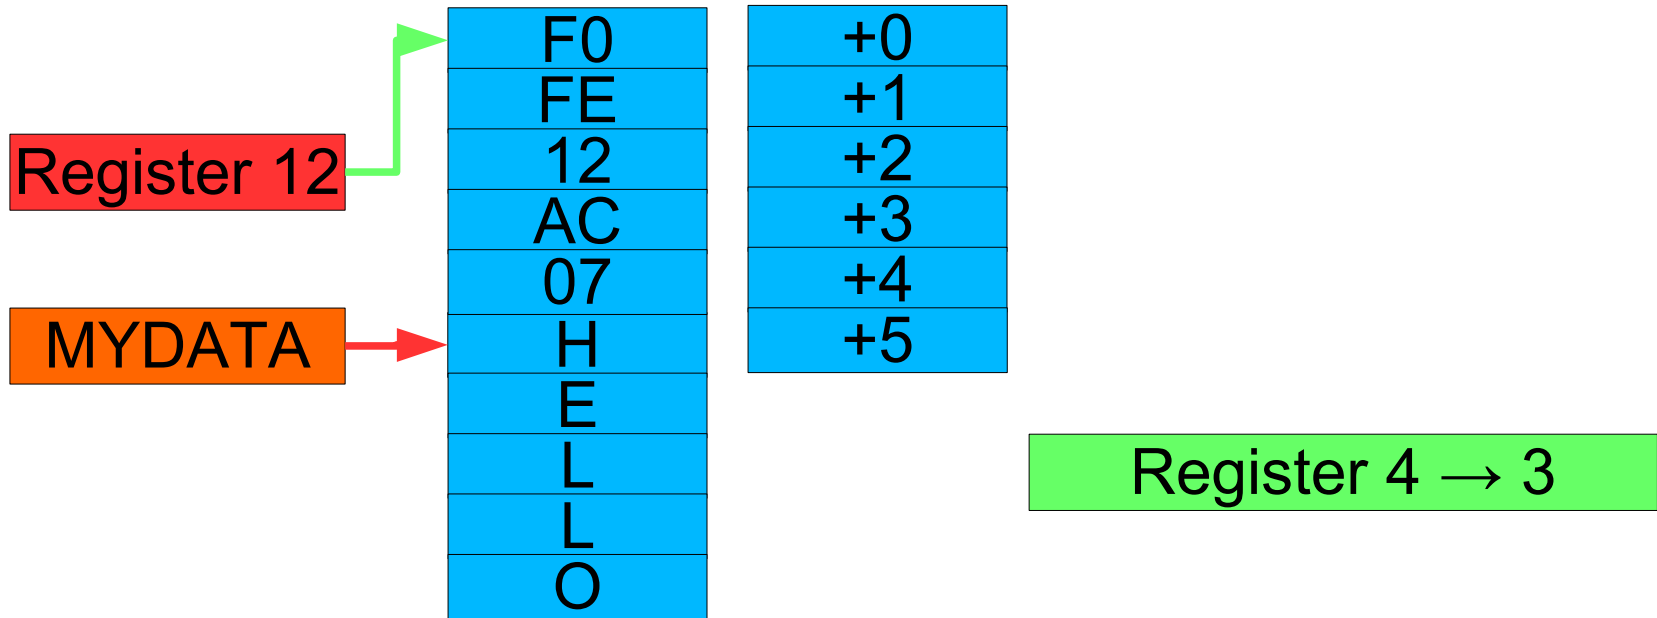 F0 +0
FE +1
Register 12 12 +2
AC +3
07 +4
MYDATA H +5
E
L
Register 4 → 3
L
O